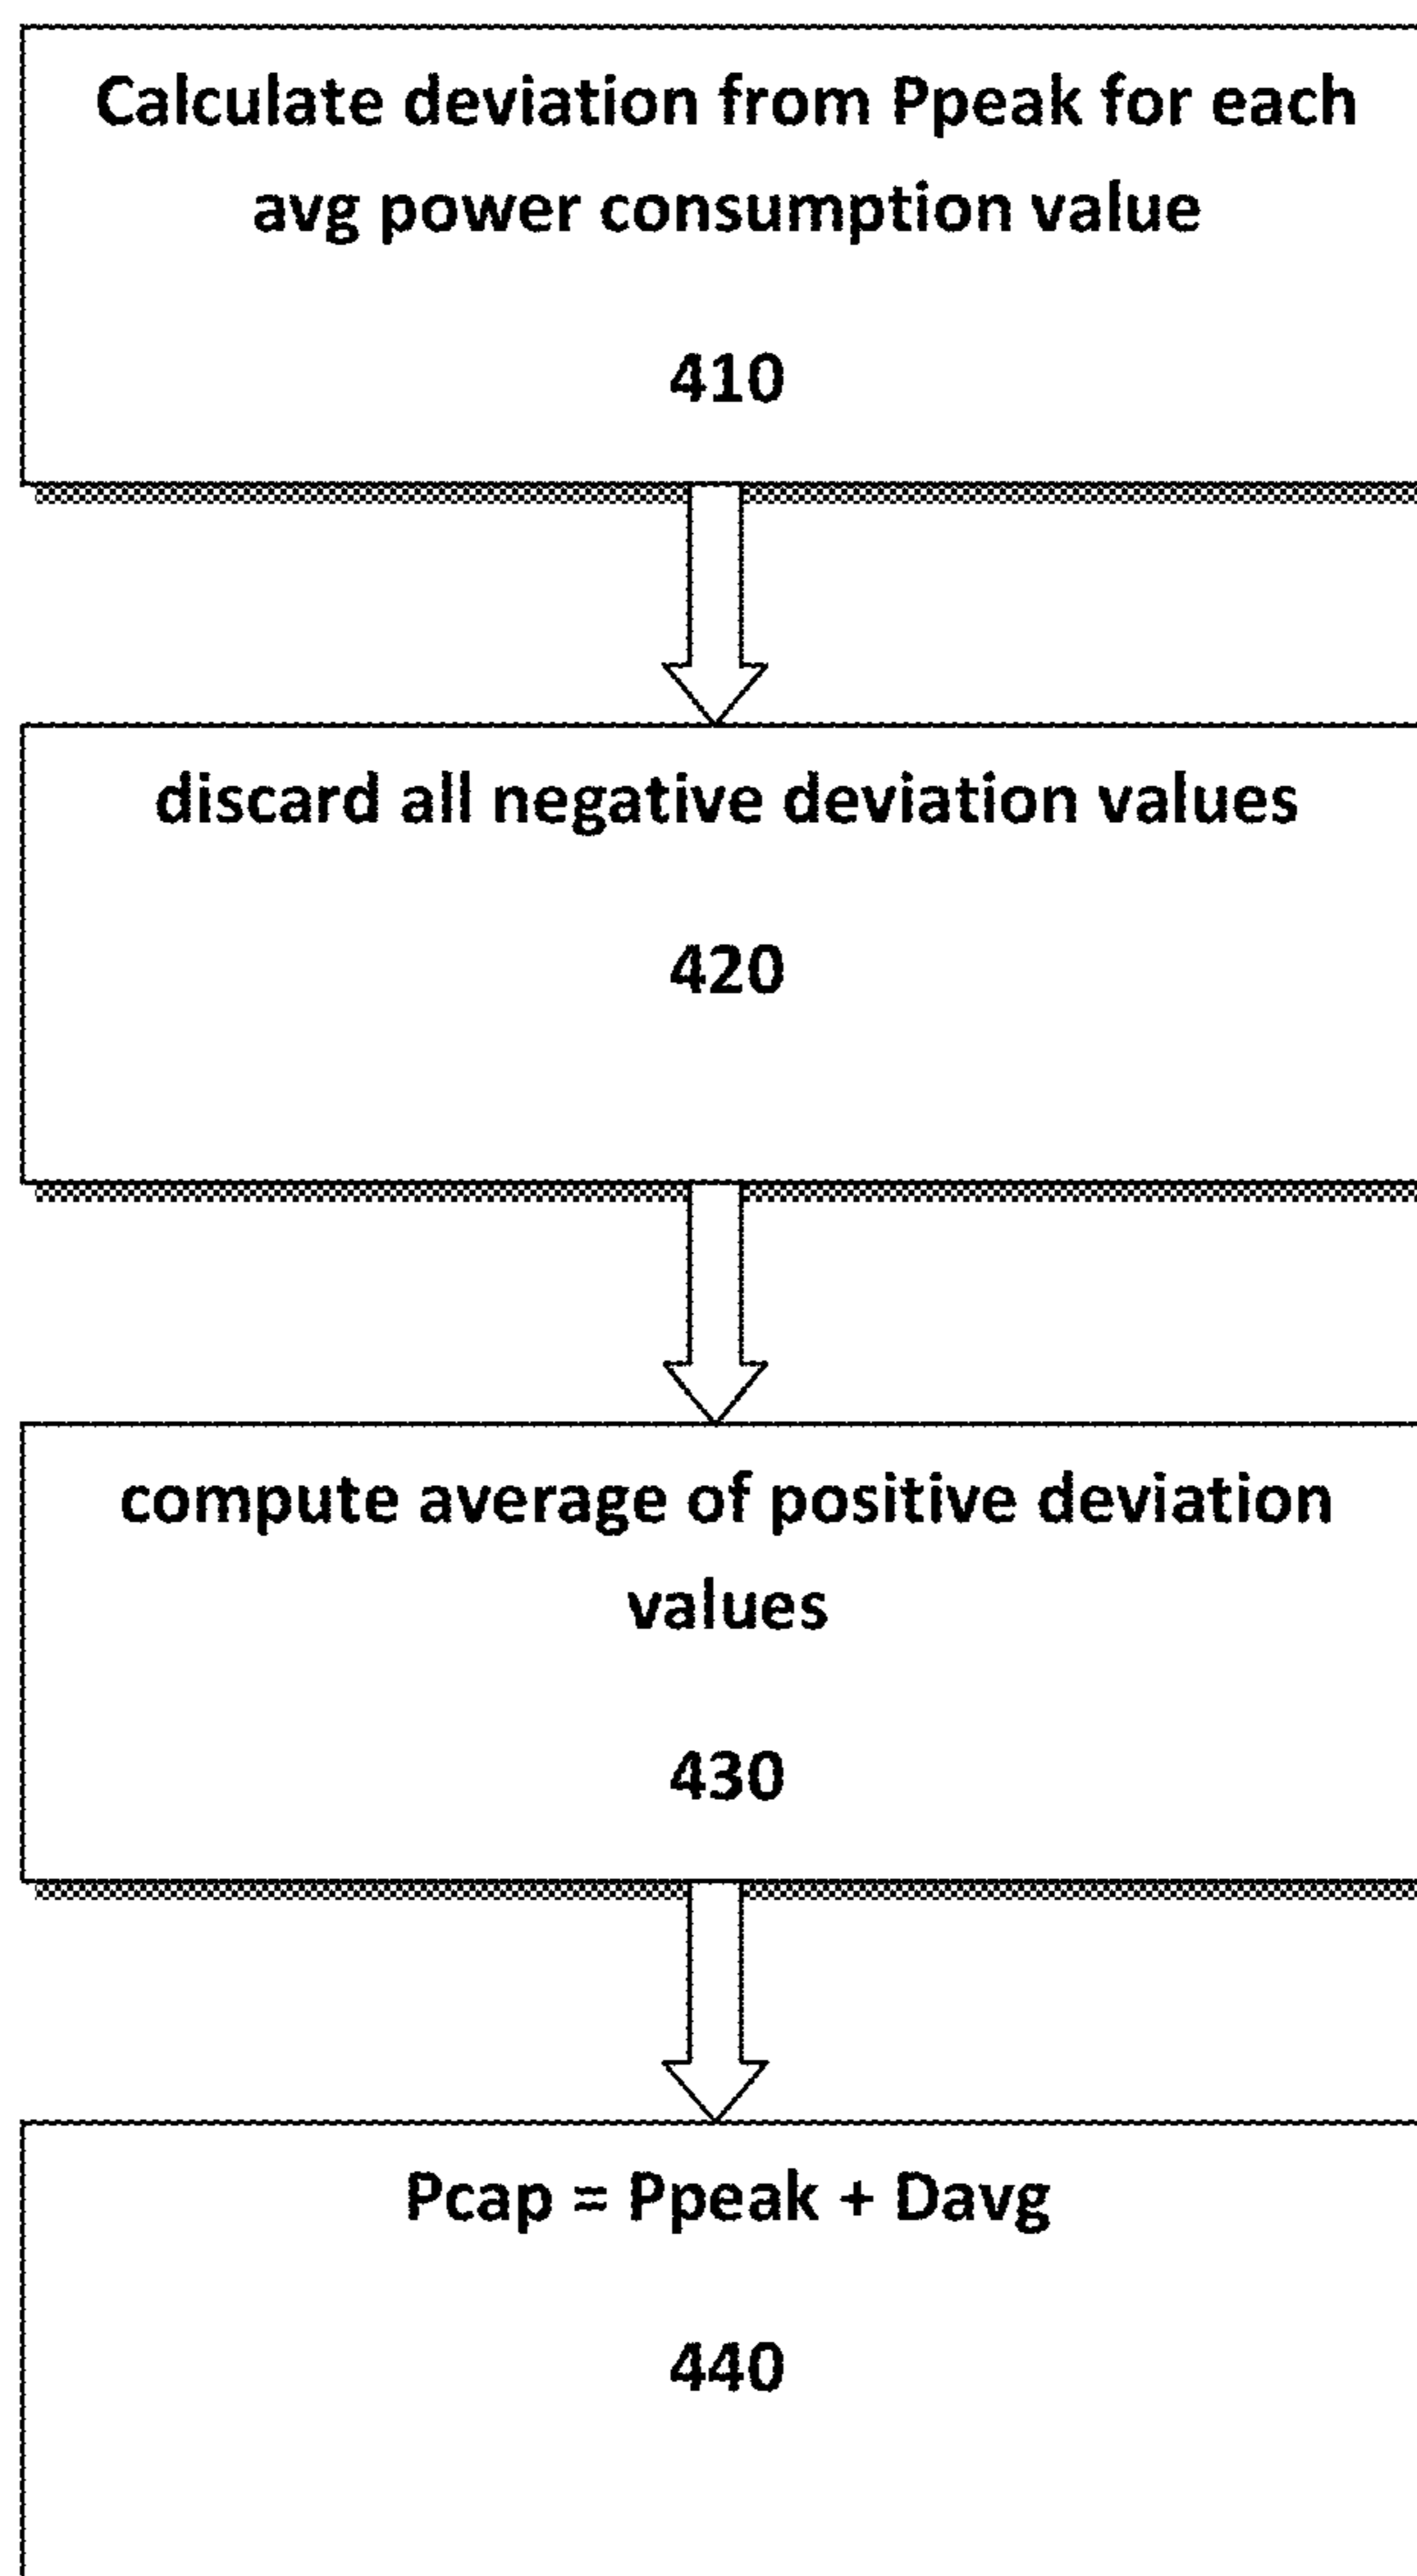 Calculate deviation from Ppeak for each
avg power consumption value
410
discard all negative deviation values
420
compute average of positive deviation
values
430
Pcap = Ppeak + Davg
440